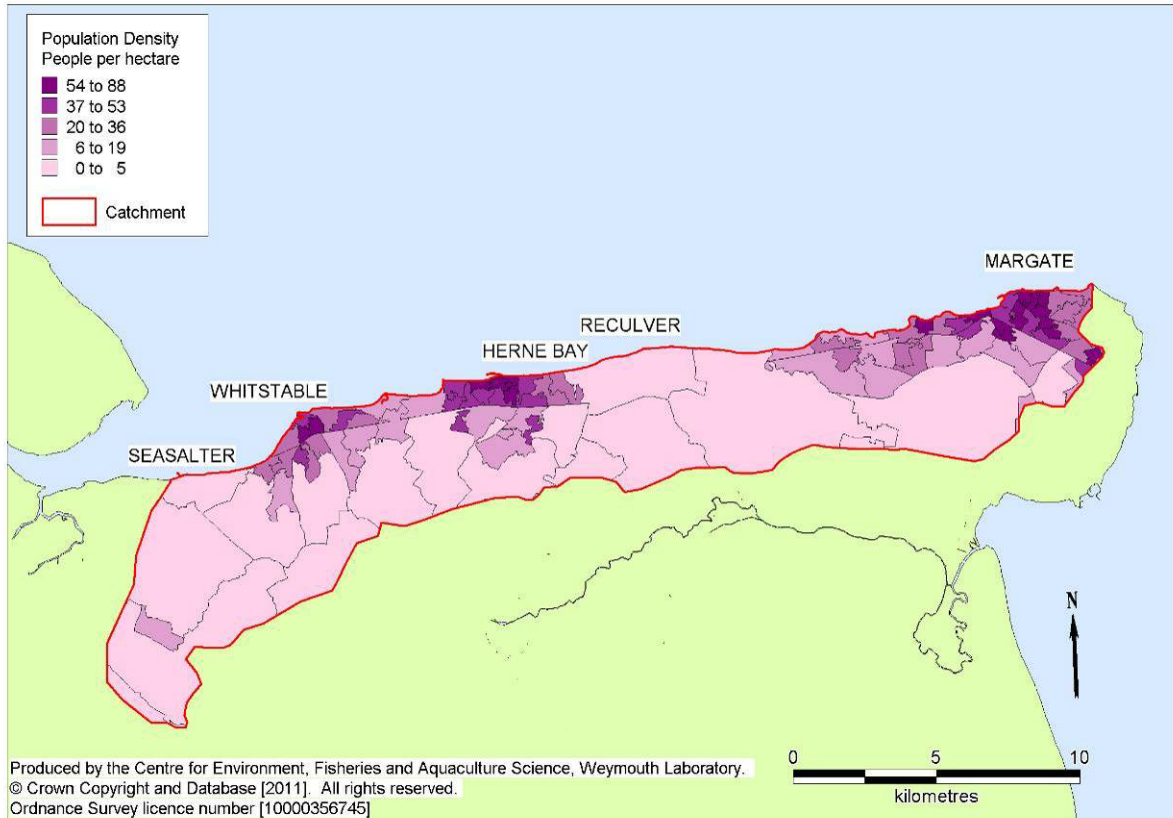 Population Density
People per hectare
54 to 88
37 to 53
20 to 36
6 to 19
0 to 5
Catchment
MARGATE
RECULVER
HERNE BAY
WHITSTABLE
SEASALTER
N
0 5 10
kilometres
Produced by the Centre for Environment, Fisheries and Aquaculture Science, Weymouth Laboratory.
© Crown Copyright and Database [2011]. All rights reserved.
Ordnance Survey licence number [10000356745]